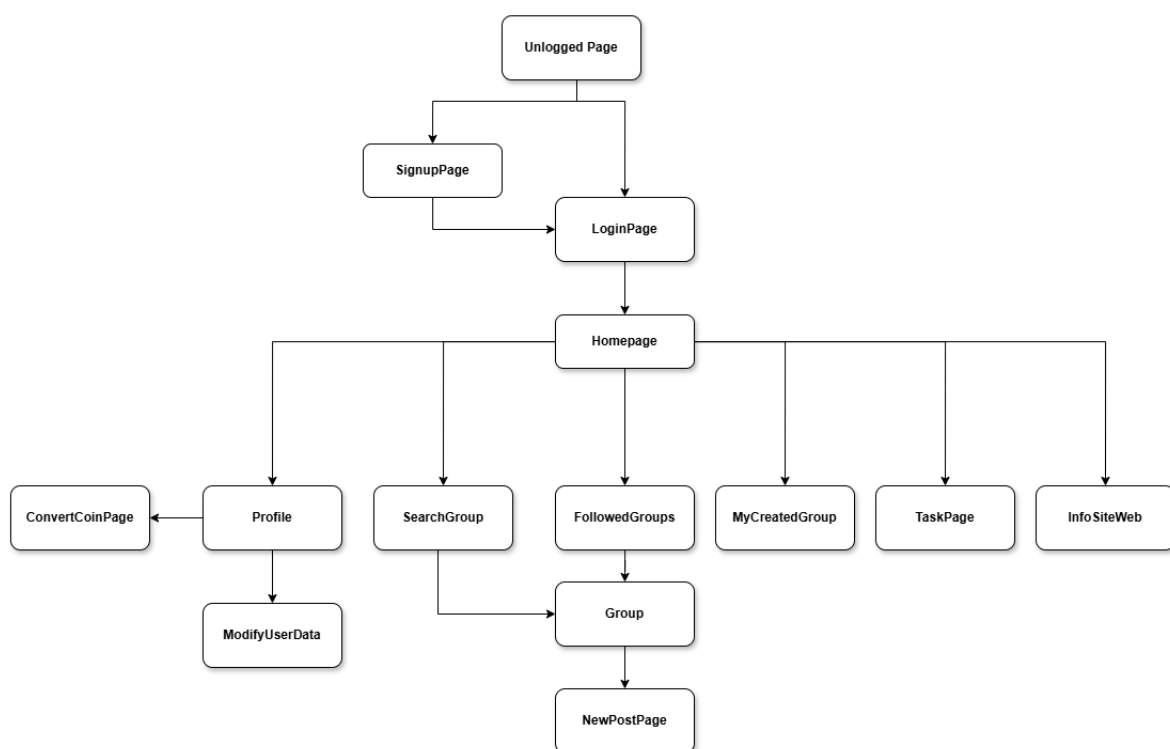 Unlogged Page
SignupPage
LoginPage
Homepage
ConvertCoinPage
Profile
SearchGroup
FollowedGroups
MyCreatedGroup
TaskPage
InfoSiteWeb
Group
ModifyUserData
NewPostPage